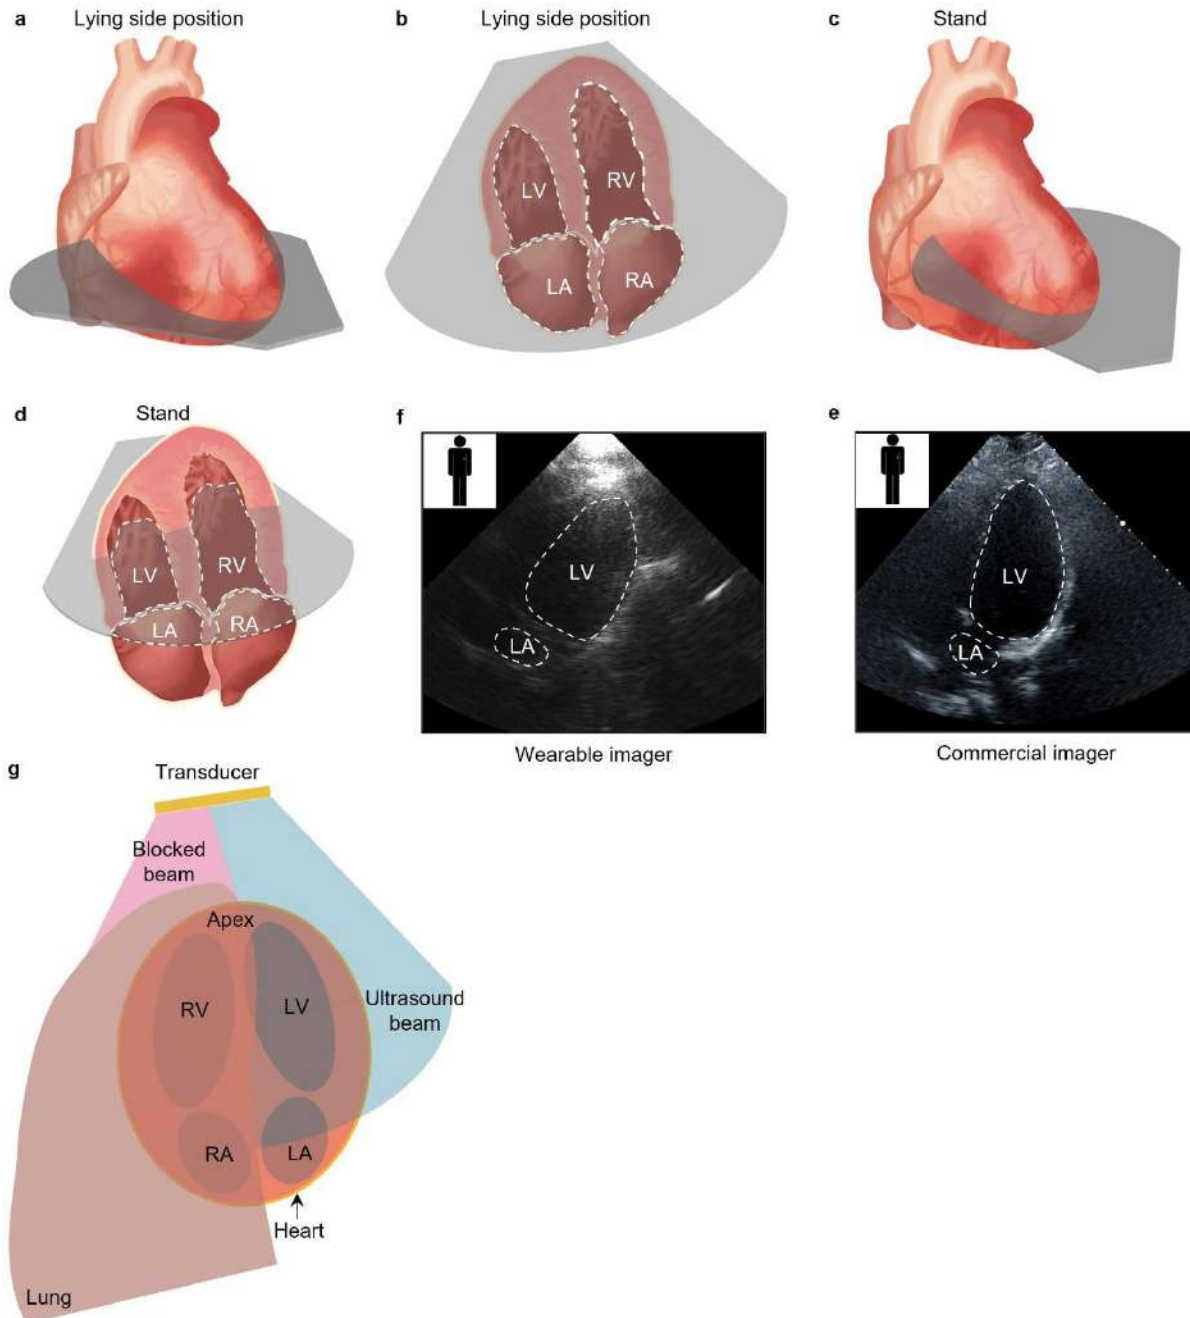 a Lying side position
b Lying side position
c Stand
LV
RV
LA
RA
d Stand
LV
RV
LA
RA
f
LV
LA
Wearable imager
e
LV
LA
Commercial imager
g
Transducer
Blocked
beam
Apex
RV
LV
Ultrasound
beam
RA
LA
Heart
Lung